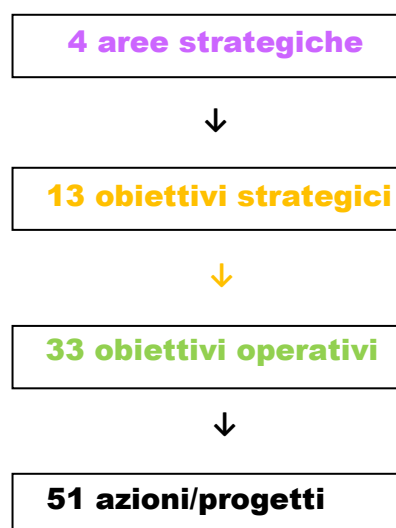 4 aree strategiche
↓
13 obiettivi strategici
↓
33 obiettivi operativi
↓
51 azioni/progetti